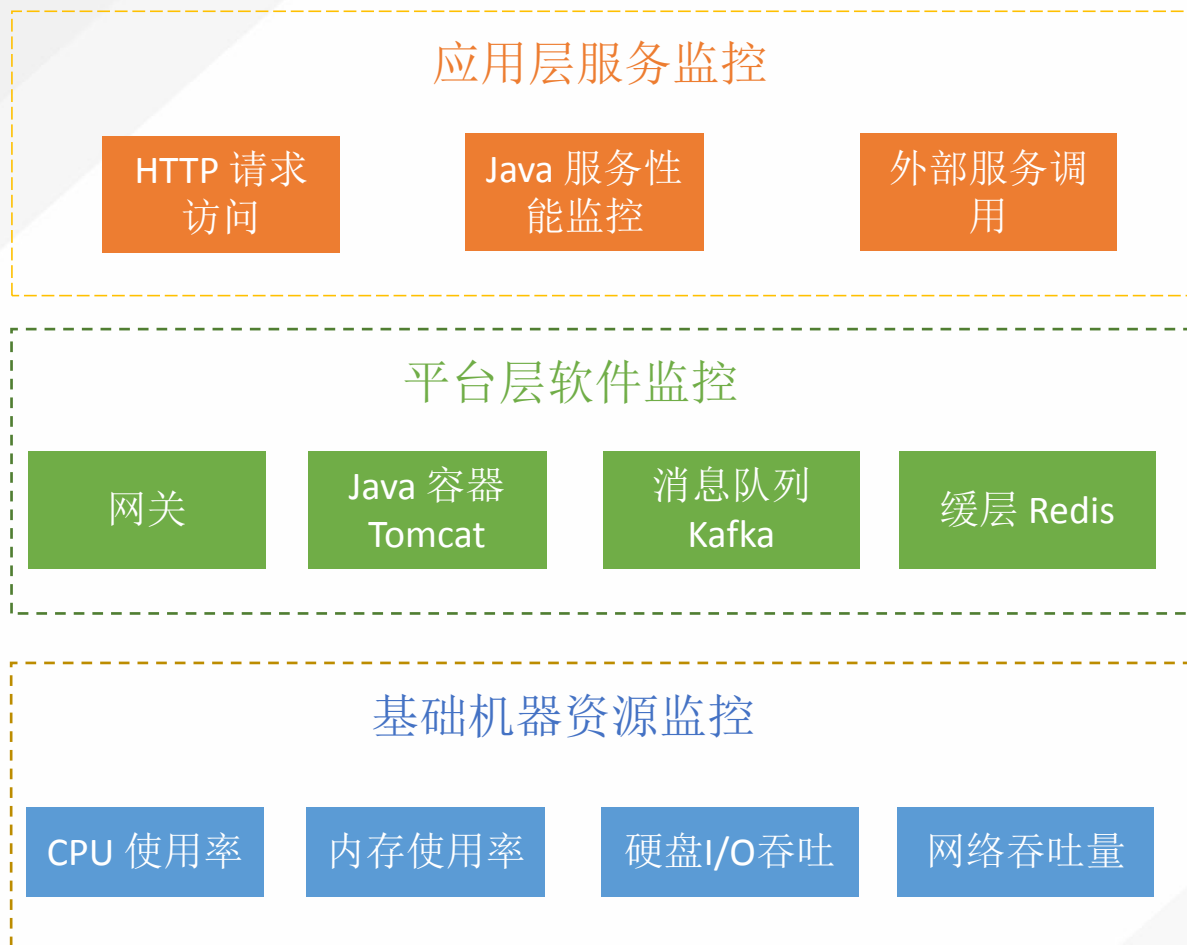 应用层服务监控
HTTP 请求
访问
Java 服务性
能监控
外部服务调
用
平台层软件监控
网关
Java 容器
Tomcat
消息队列
Kafka
缓层 Redis
基础机器资源监控
CPU 使用率
内存使用率
硬盘I/O吞吐
网络吞吐量